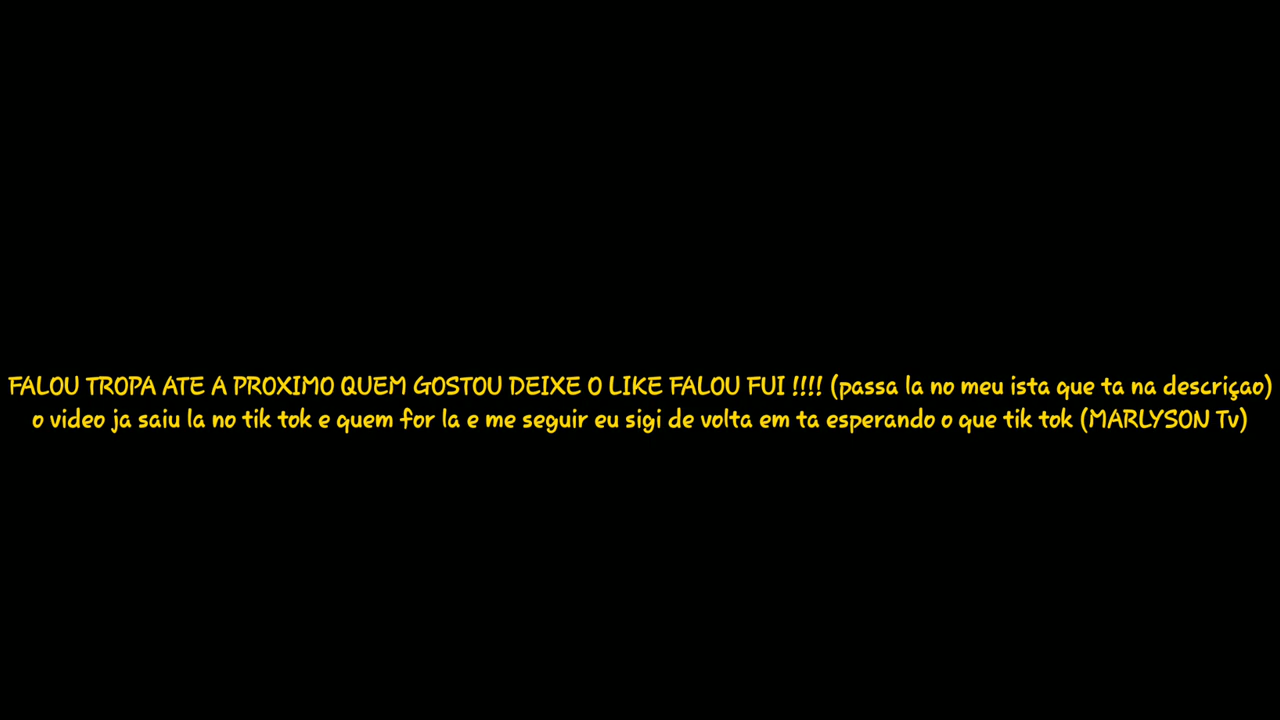 FALOU TROPA ATE A PROXIMO QUEM GOSTOU DEIXE O LIKE FALOU FUI !!!! (passa la no meu ista que ta na descriçao)
o video ja saiu la no tik tok e quem for la e me seguir eu sigi de volta em ta esperando o que tik tok (MARLYSON Tv)